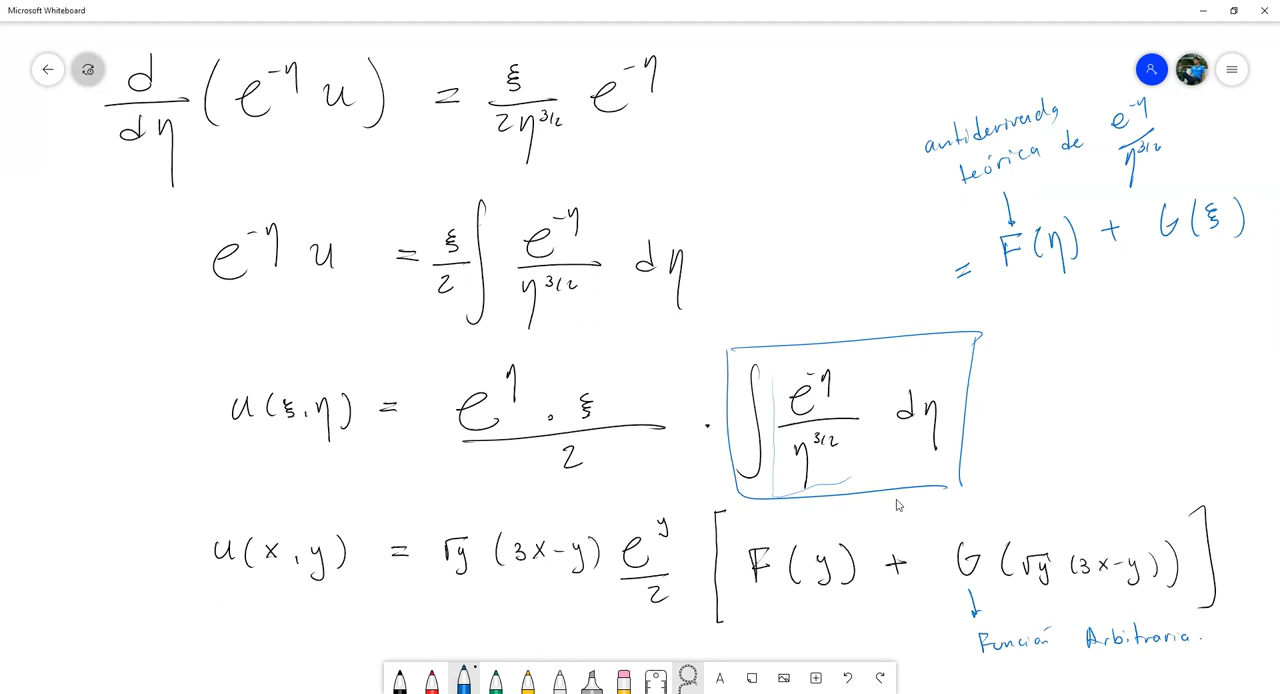 Microsoft Whiteboard
d/dη (e^{-η} u) = ξ/(2η^{3/2}) e^{-η}
antiderivada e^{-η}/η^{3/2}
teórica de
= F(η) + G(ξ)
e^{-η} u = ξ/2 ∫ e^{-η}/η^{3/2} dη
u(ξ,η) = (e^η · ξ)/2 · ∫ e^{-η}/η^{3/2} dη
u(x,y) = √y (3x-y) e^y/2 [F(y) + G(√y (3x-y))]
Función Arbitraria.
A